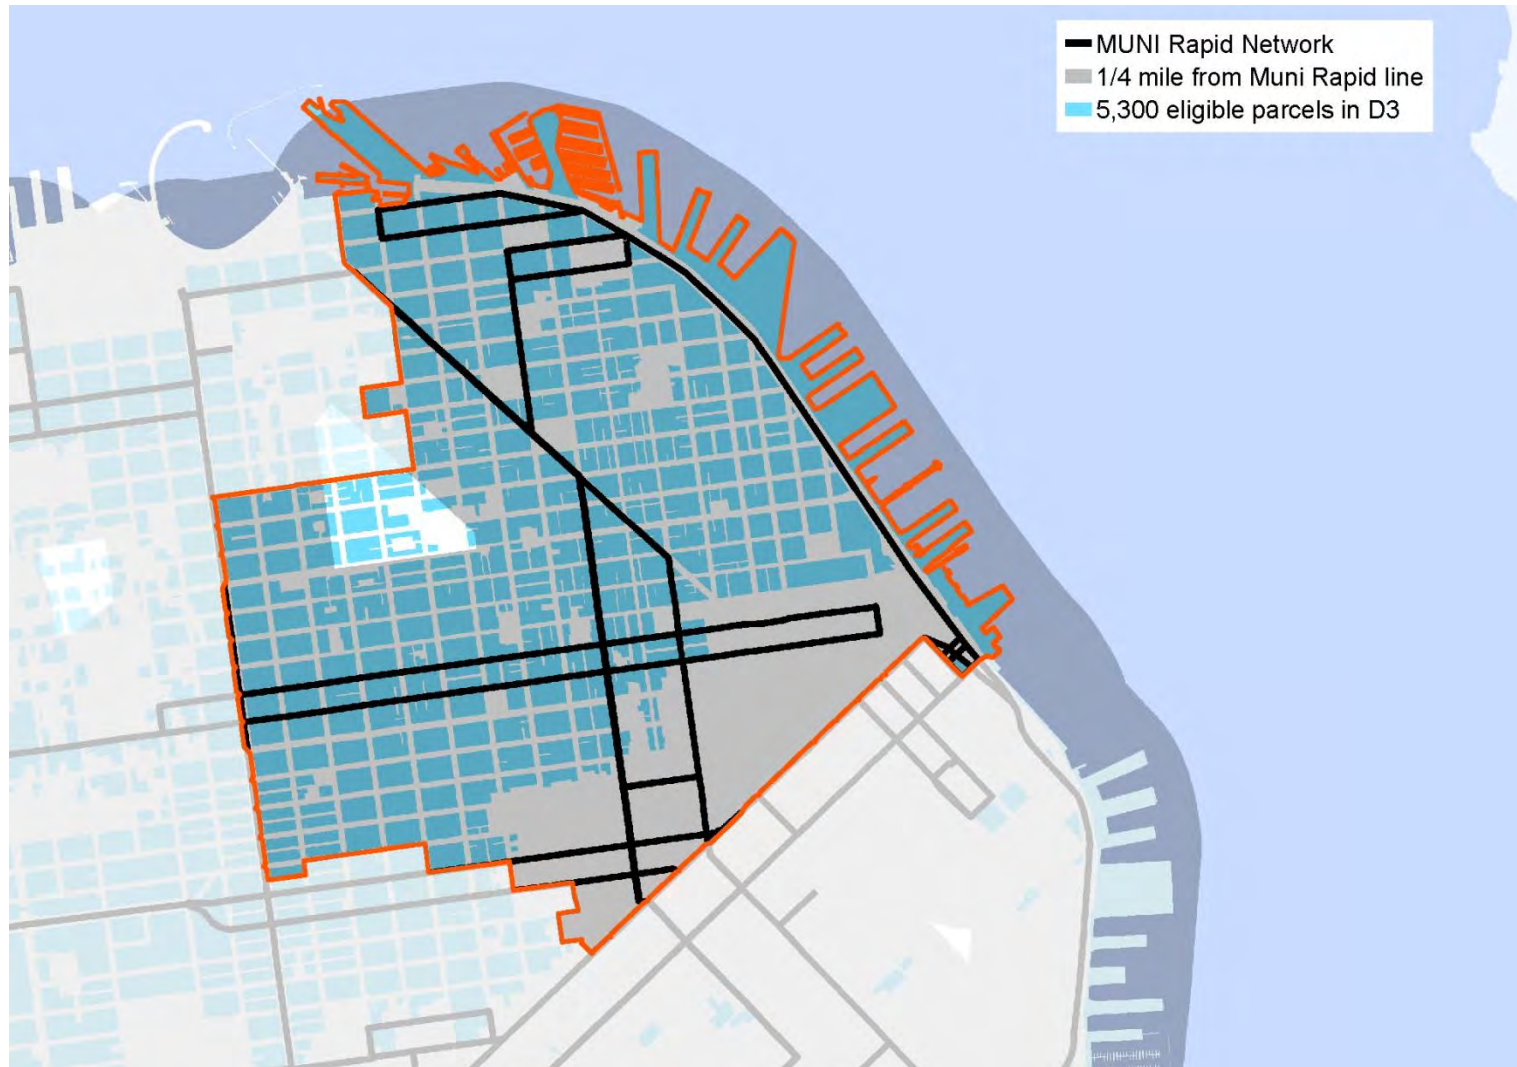 MUNI Rapid Network
1/4 mile from Muni Rapid line
5,300 eligible parcels in D3